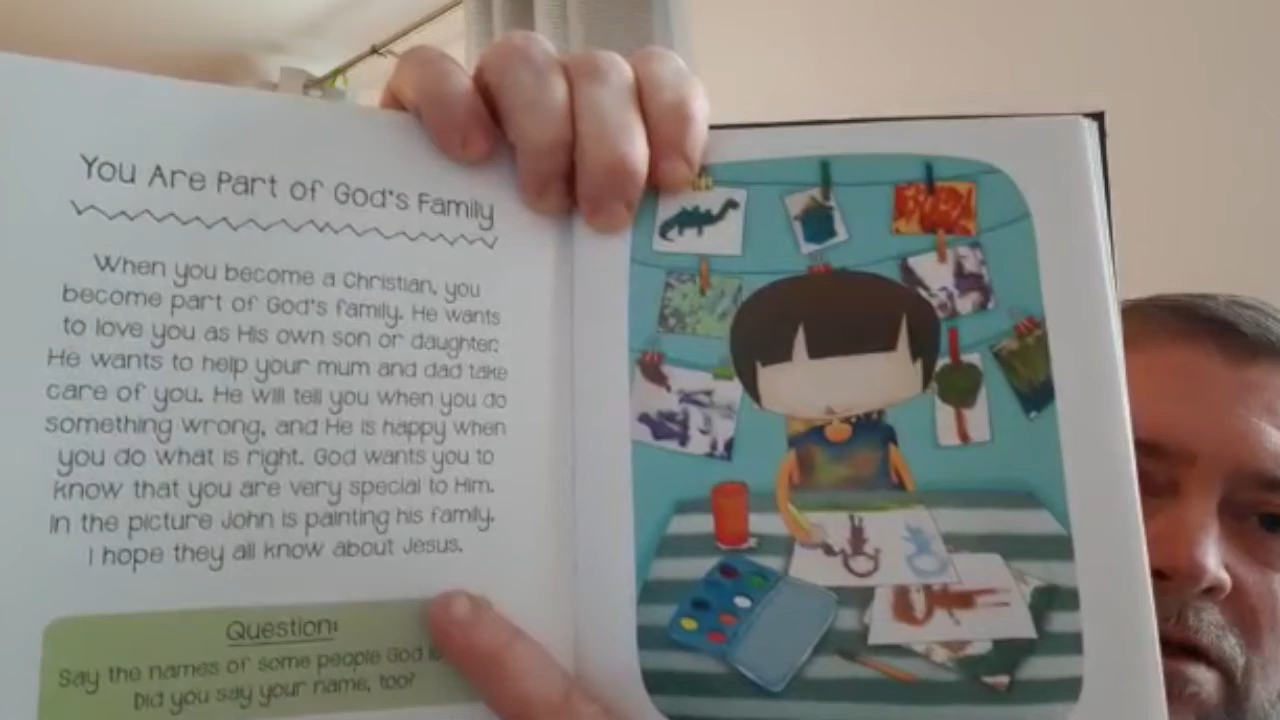 You Are Part of God's Family
When you become a Christian, you
become part of God's family. He wants
to love you as His own son or daughter.
He wants to help your mum and dad take
care of you. He will tell you when you do
something wrong, and He is happy when
you do what is right. God wants you to
know that you are very special to Him.
In the picture John is painting his family.
I hope they all know about Jesus.
Question:
Say the names of some people God
Did you say your name, too?